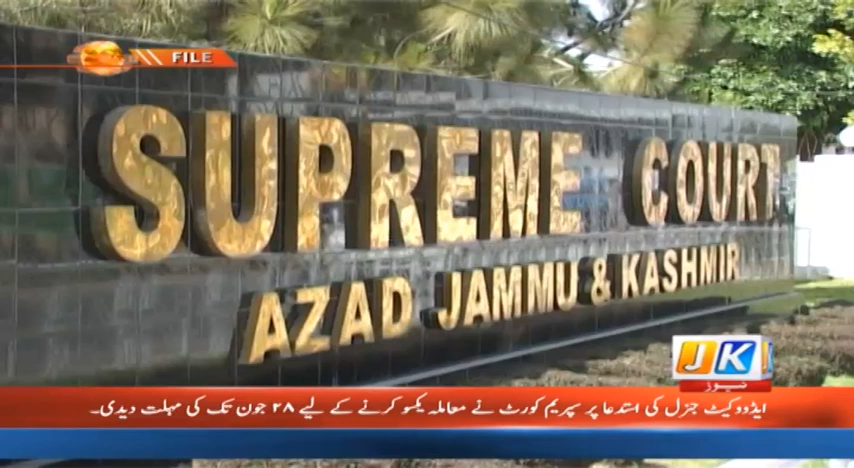 FILE
SUPREME COURT
AZAD JAMMU & KASHMIR
JK
نیوز
ایڈووکیٹ جنرل کی استدعا پر سپریم کورٹ نے معاملہ یکسو کرنے کے لیے ۲۸ جون تک کی مہلت دیدی۔